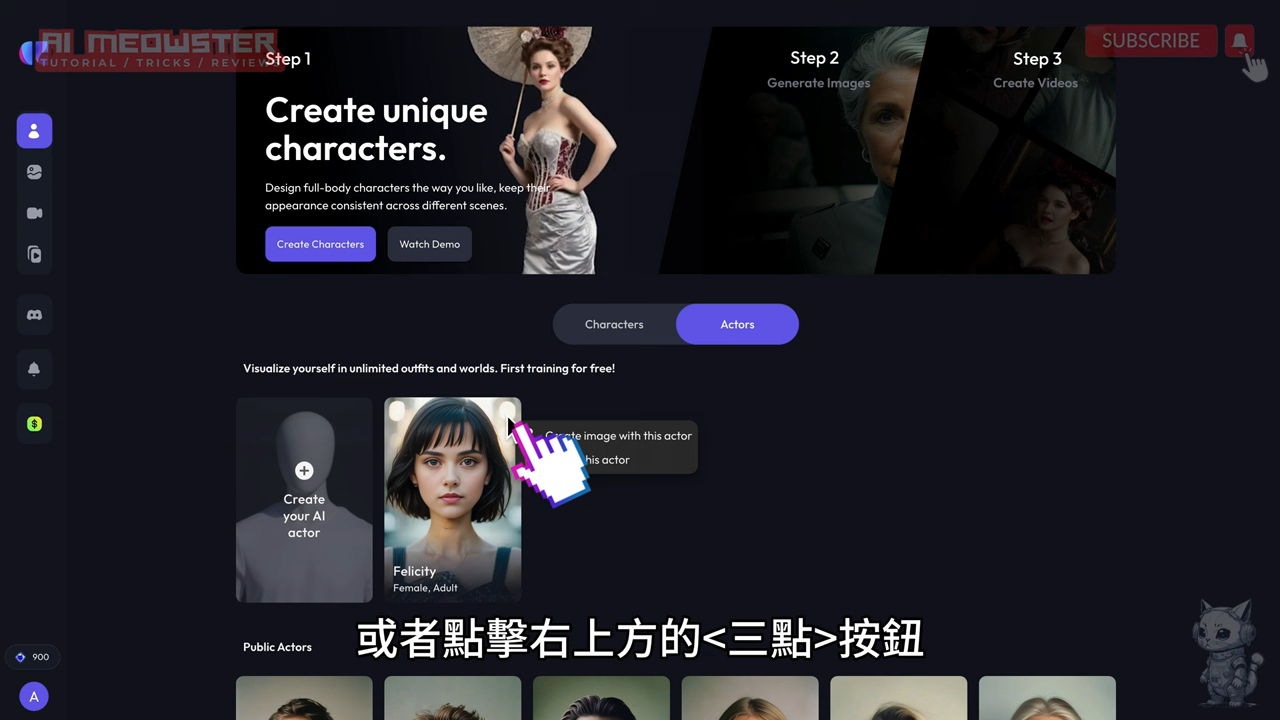 AI MEOWSTER
TUTORIAL / TRICKS / REVIEW
SUBSCRIBE
Step 1
Create unique
characters.
Design full-body characters the way you like, keep their
appearance consistent across different scenes.
Create Characters
Watch Demo
Step 2
Generate Images
Step 3
Create Videos
Characters
Actors
Visualize yourself in unlimited outfits and worlds. First training for free!
Create
your AI
actor
Felicity
Female, Adult
Create image with this actor
this actor
Public Actors
或者點擊右上方的<三點>按鈕
900
A